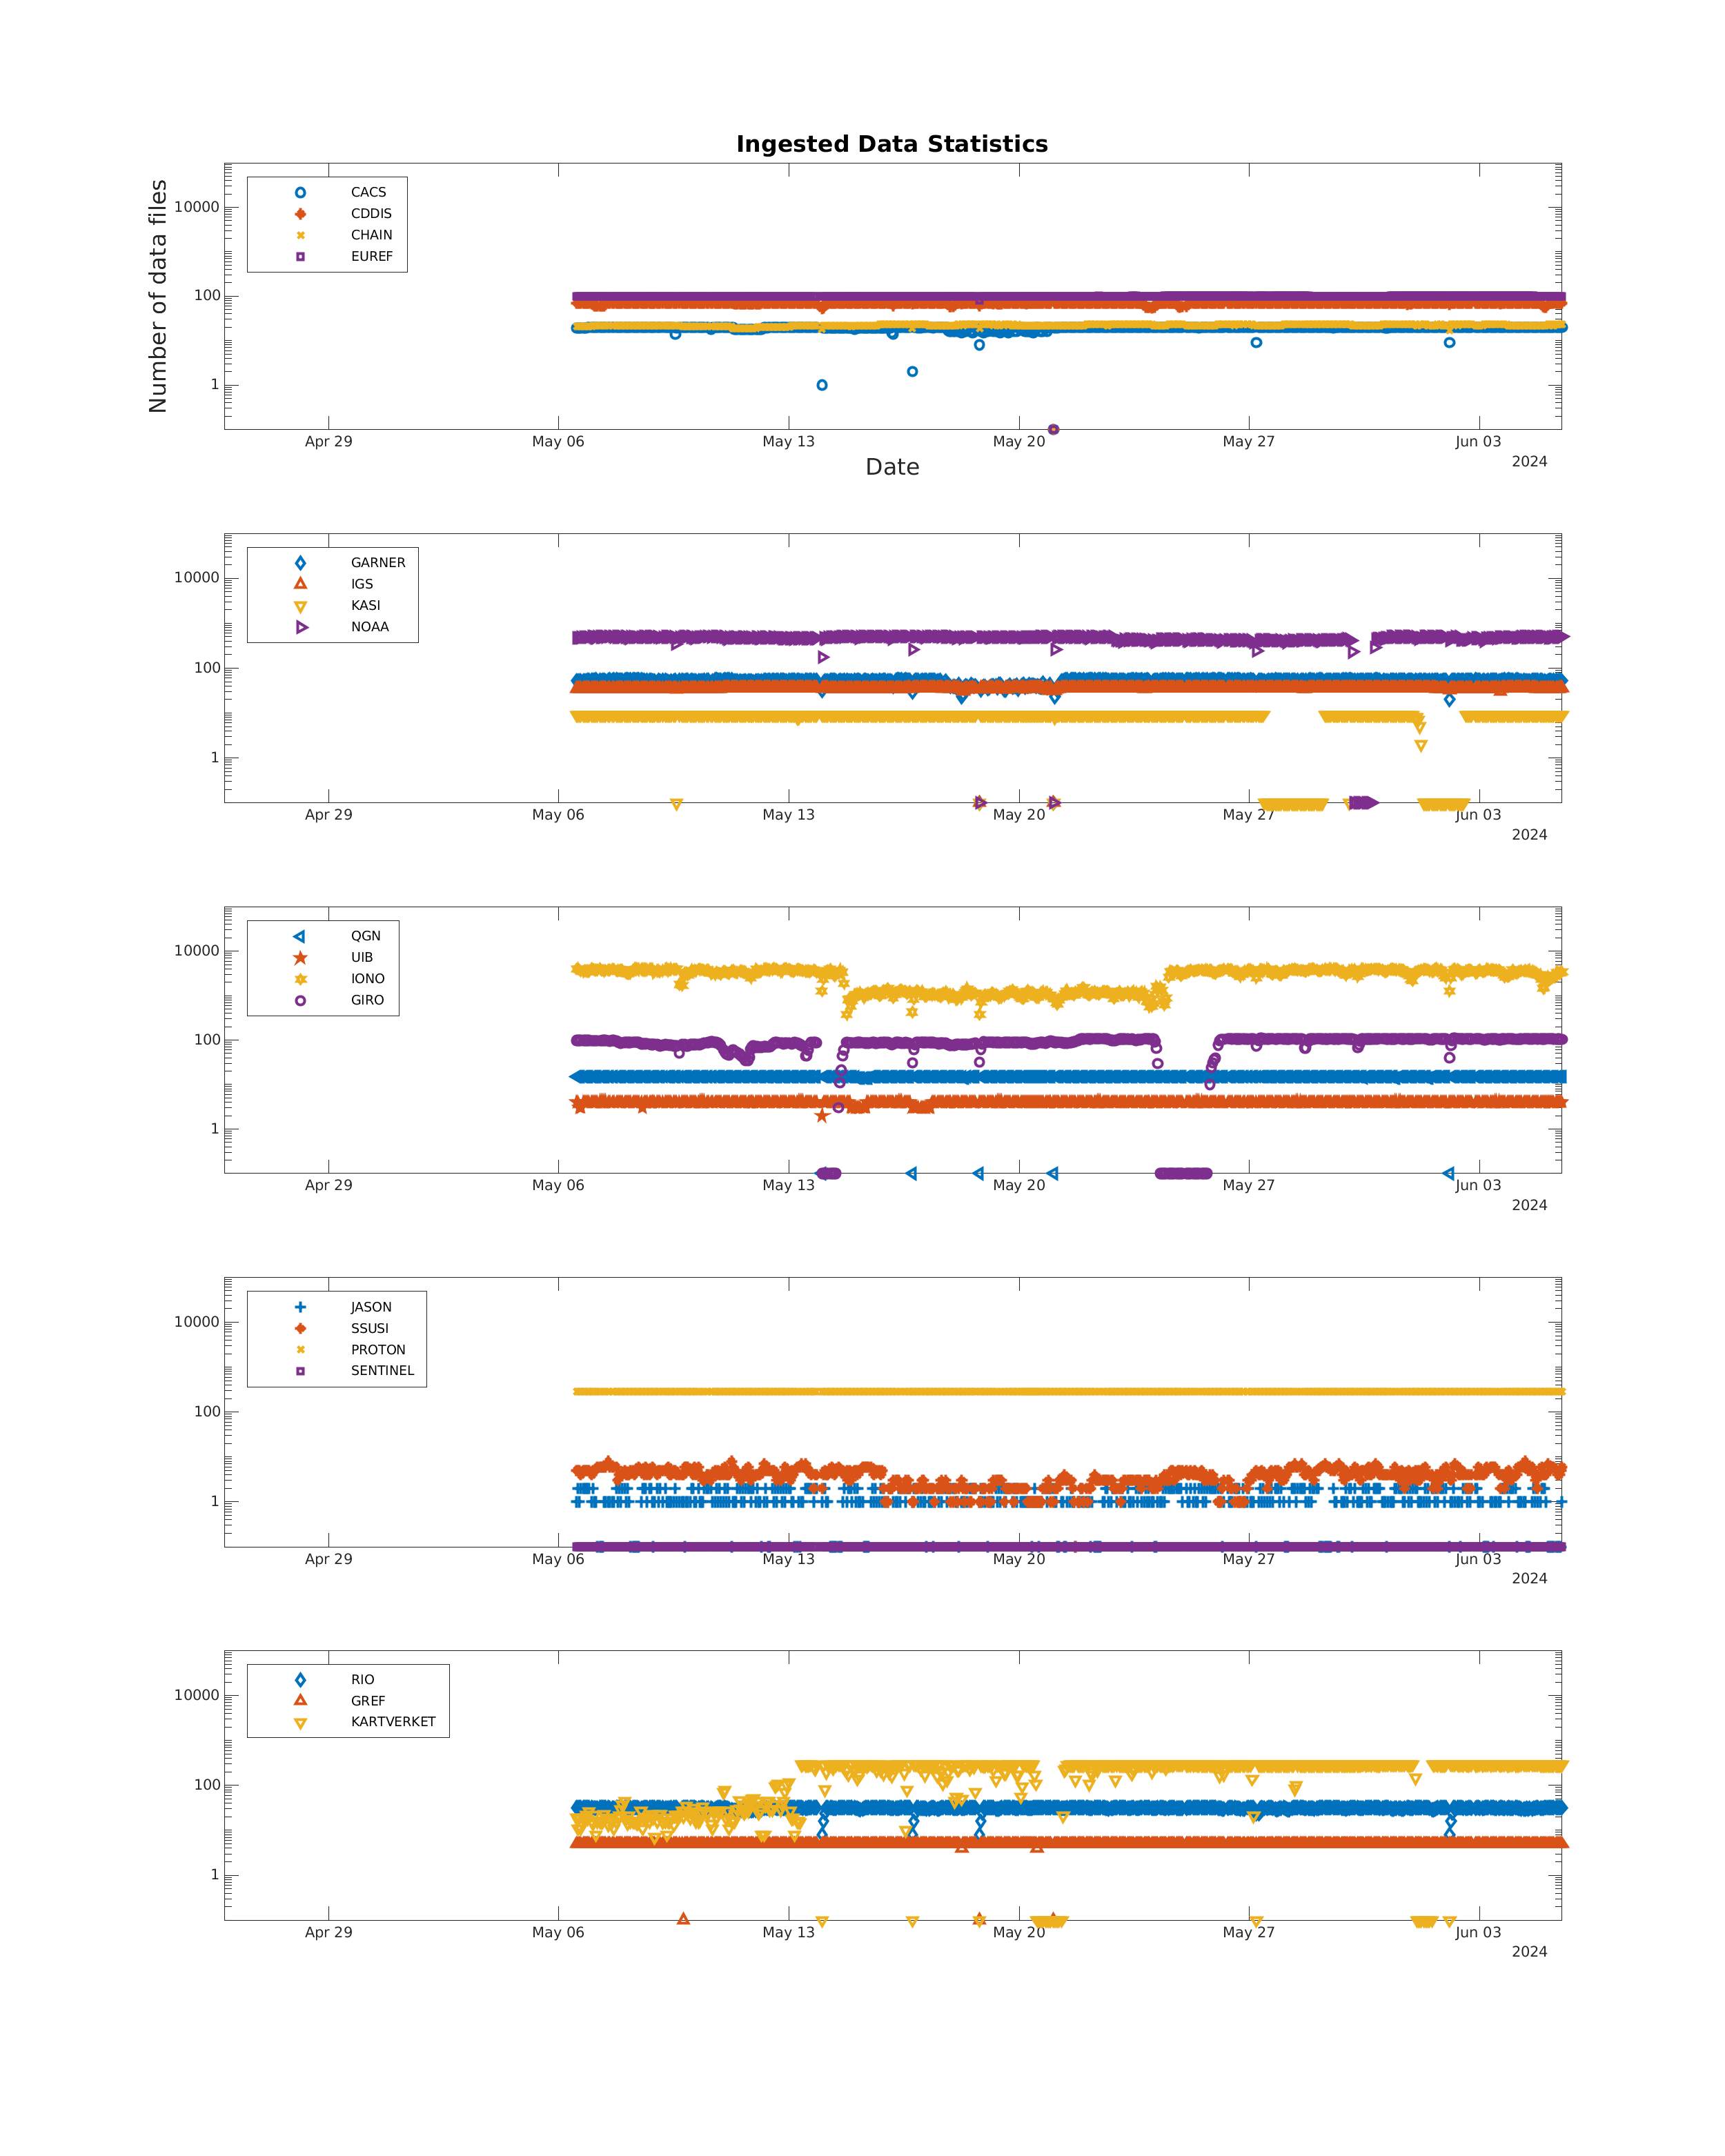 Ingested Data Statistics
Number of data files
CACS
CDDIS
CHAIN
EUREF
10000
100
1
Apr 29 May 06 May 13 May 20 May 27 Jun 03
2024
Date
GARNER
IGS
KASI
NOAA
10000
100
1
Apr 29 May 06 May 13 May 20 May 27 Jun 03
2024
QGN
UIB
IONO
GIRO
10000
100
1
Apr 29 May 06 May 13 May 20 May 27 Jun 03
2024
JASON
SSUSI
PROTON
SENTINEL
10000
100
1
Apr 29 May 06 May 13 May 20 May 27 Jun 03
2024
RIO
GREF
KARTVERKET
10000
100
1
Apr 29 May 06 May 13 May 20 May 27 Jun 03
2024